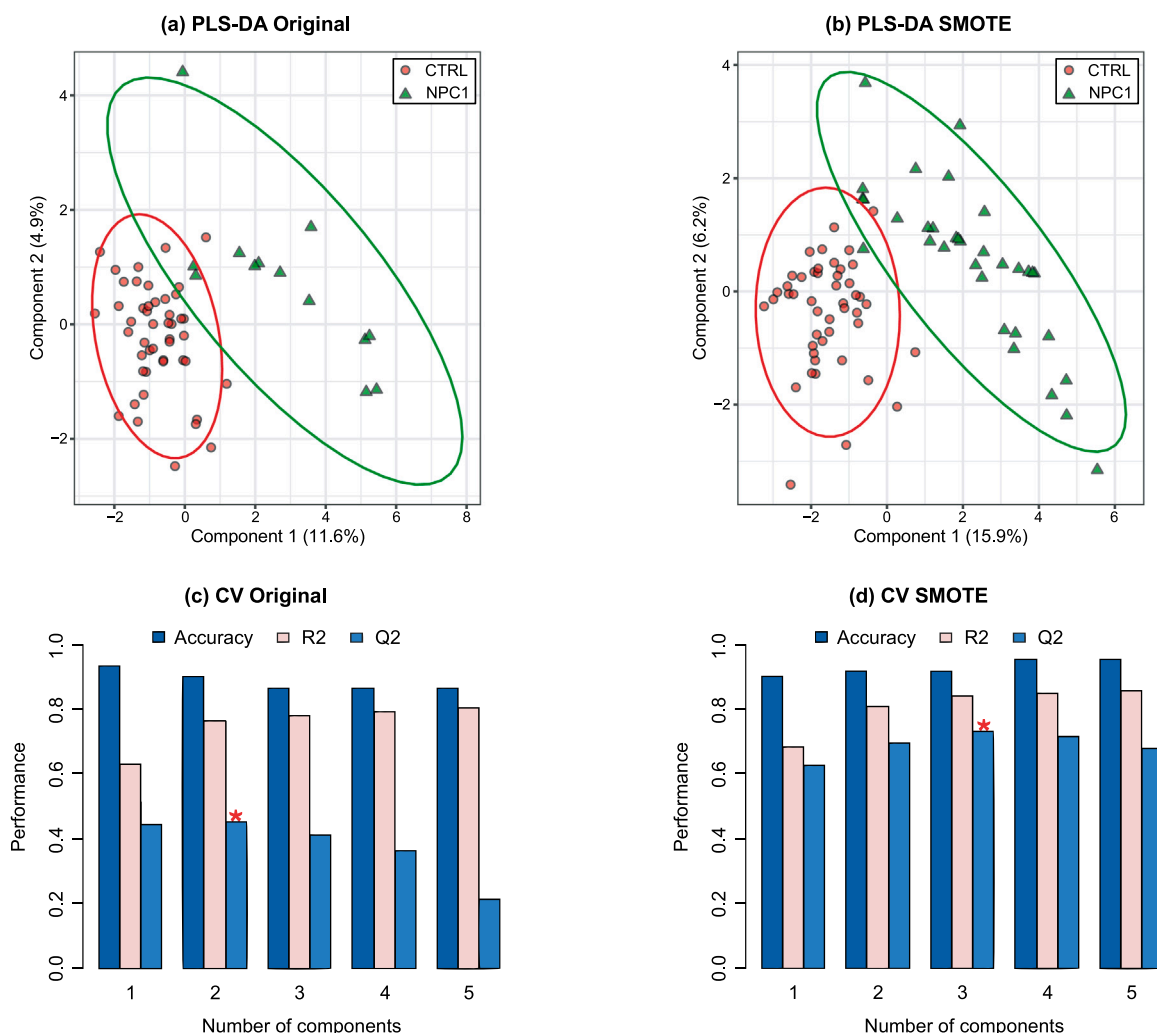 (a) PLS-DA Original
CTRL
NPC1
4
2
0
−2
Component 2 (4.9%)
−2 0 2 4 6 8
Component 1 (11.6%)
(b) PLS-DA SMOTE
CTRL
NPC1
4
2
0
−2
Component 2 (6.2%)
−2 0 2 4 6
Component 1 (15.9%)
(c) CV Original
Accuracy R2 Q2
1.0
0.8
0.6
0.4
0.2
0.0
Performance
1 2 3 4 5
Number of components
(d) CV SMOTE
Accuracy R2 Q2
1.0
0.8
0.6
0.4
0.2
0.0
Performance
1 2 3 4 5
Number of components